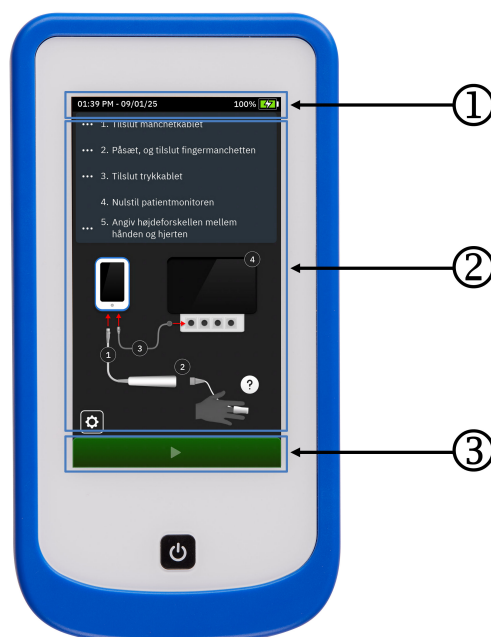 01:39 PM - 09/01/25 100%
1. Tilslut manchetkablet
2. Påsæt, og tilslut fingermanchetten
3. Tilslut trykkablet
4. Nulstil patientmonitoren
5. Angiv højdeforskellen mellem
hånden og hjerten
4
1
3
2
?
①
②
③